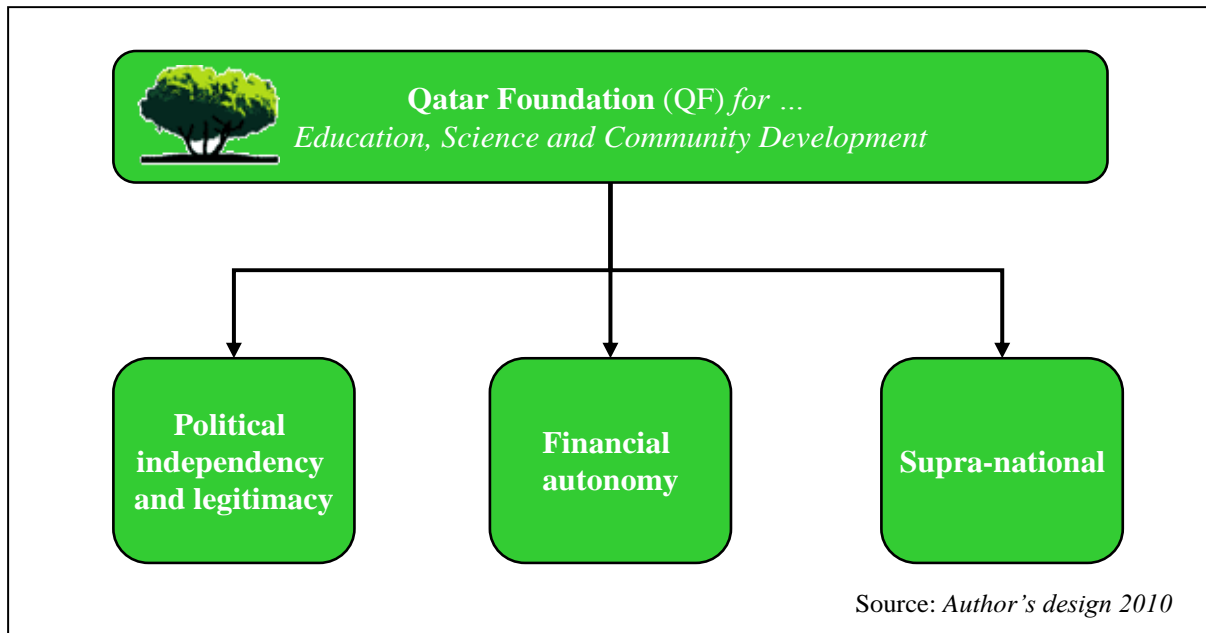 Qatar Foundation (QF) for …
Education, Science and Community Development
Political
independency
and legitimacy
Financial
autonomy
Supra-national
Source: Author’s design 2010